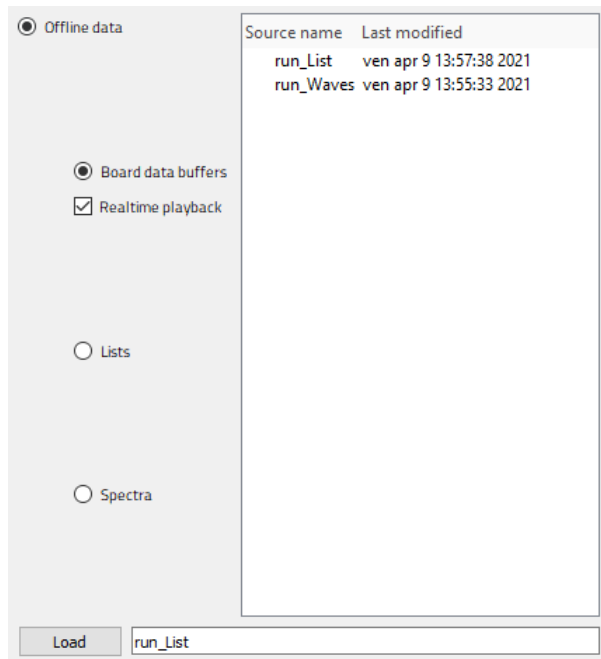 Offline data
Source name Last modified
run_List ven apr 9 13:57:38 2021
run_Waves ven apr 9 13:55:33 2021
Board data buffers
Realtime playback
Lists
Spectra
Load run_List